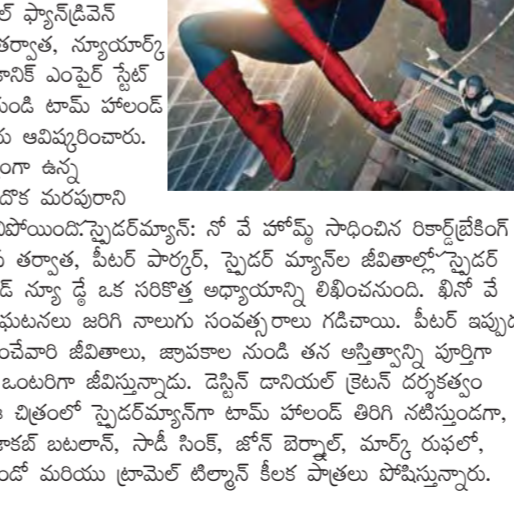 ల్ ఫ్యాన్‌డ్రివెన్
తర్వాత, న్యూయార్క్
ానిక్ ఎంపైర్ స్టేట్
నుండి టామ్ హాలండ్
రు ఆవిష్కరించారు.
ంగా ఉన్న
దొక మరపురాని
పోయింది.స్పైడర్‌మ్యాన్: నో వే హోమ్ఠ్ సాధించిన రికార్డ్‌బ్రేకింగ్
తర్వాత, పీటర్ పార్కర్, స్పైడర్ మ్యాన్‌ల జీవితాల్లో స్పైడర్
డ్ న్యూ డ్ఠే ఒక సరికొత్త అధ్యాయాన్ని లిఖించనుంది. ఖినో వే
ఘటనలు జరిగి నాలుగు సంవత్సరాలు గడిచాయి. పీటర్ ఇప్పుడ
ంచేవారి జీవితాలు, జ్ఞాపకాల నుండి తన అస్తిత్వాన్ని పూర్తిగా
ఒంటరిగా జీవిస్తున్నాడు. డెస్టిన్ డానియల్ క్రెటన్ దర్శకత్వం
చిత్రంలో స్పైడర్‌మ్యాన్‌గా టామ్ హాలండ్ తిరిగి నటిస్తుండగా,
జాకబ్ బటలాన్, సాడీ సింక్, జోన్ బెర్న్థాల్, మార్క్ రుఫలో,
ండో మరియు ట్రామెల్ టిల్మాన్ కీలక పాత్రలు పోషిస్తున్నారు.